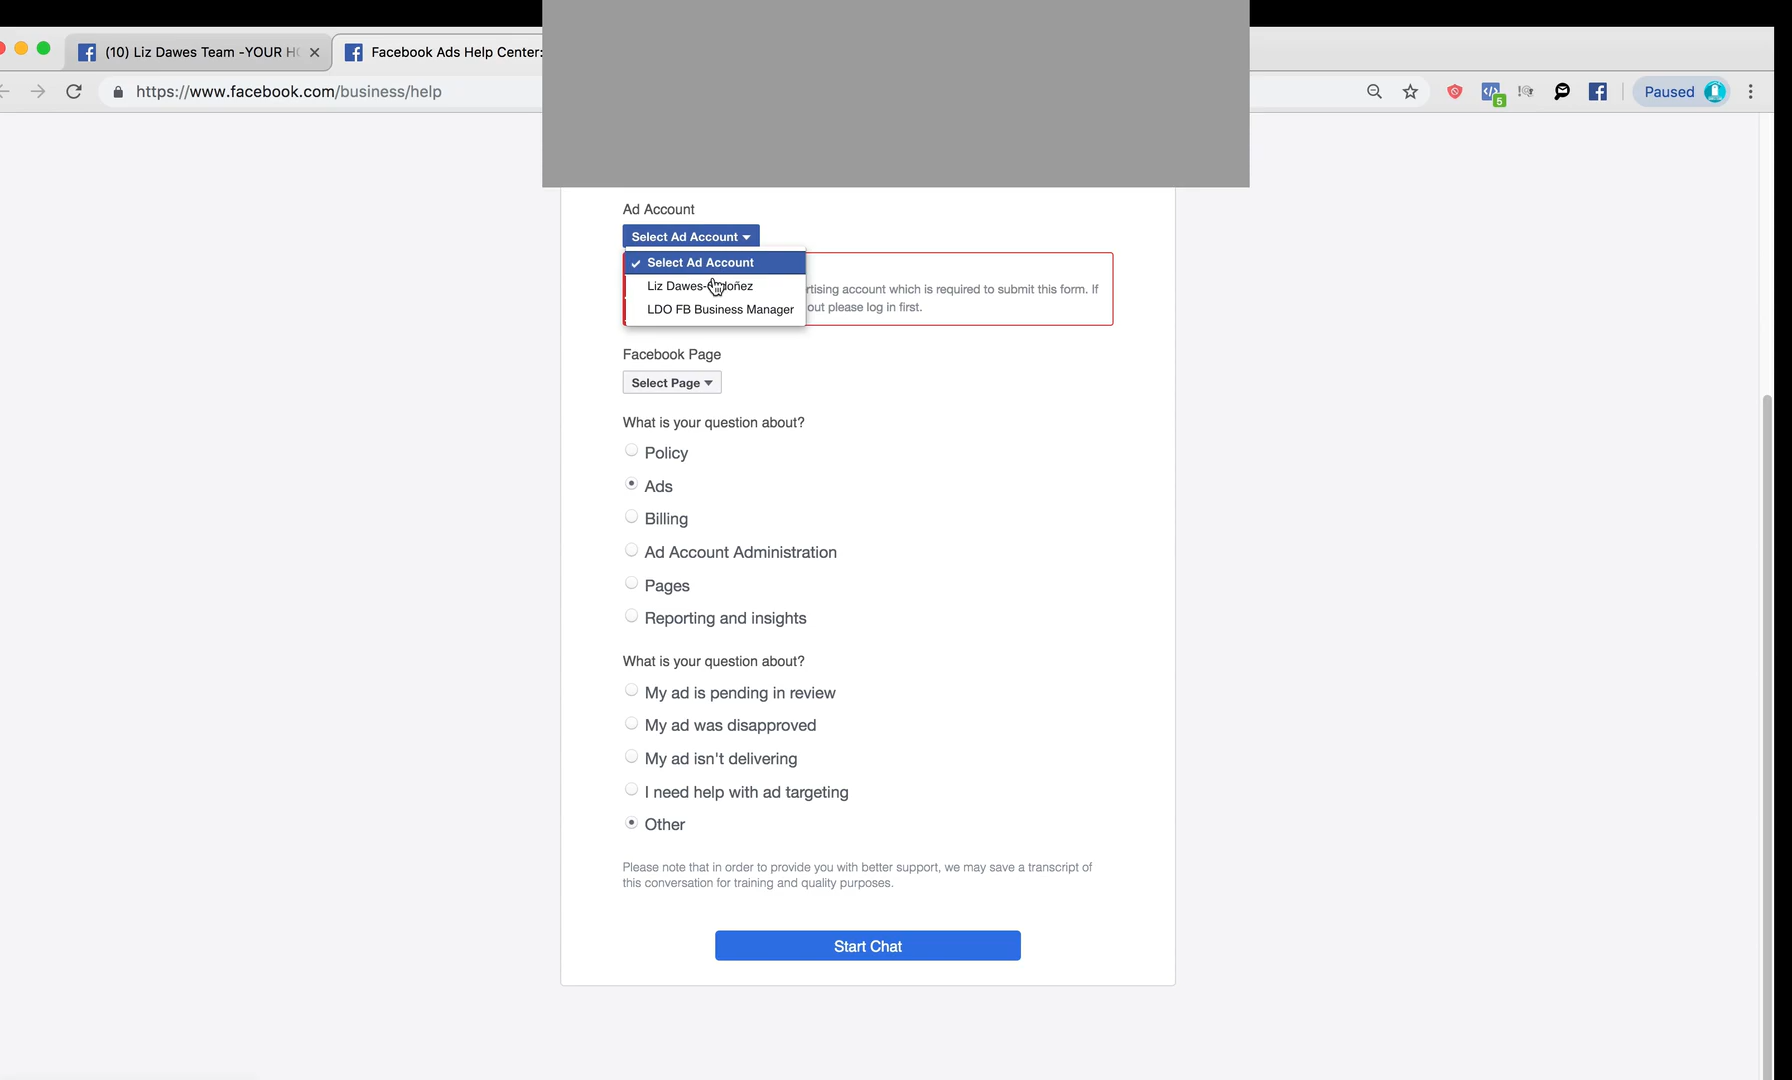 (10) Liz Dawes Team -YOUR H
Facebook Ads Help Center:
https://www.facebook.com/business/help
5
Paused
Ad Account
Select Ad Account
Select Ad Account
Liz Dawes-
LDO FB Business Manager
account which is required to submit this form. If
out please log in first.
Facebook Page
Select Page
What is your question about?
Policy
Ads
Billing
Ad Account Administration
Pages
Reporting and insights
What is your question about?
My ad is pending in review
My ad was disapproved
My ad isn't delivering
I need help with ad targeting
Other
Please note that in order to provide you with better support, we may save a transcript of
this conversation for training and quality purposes.
Start Chat